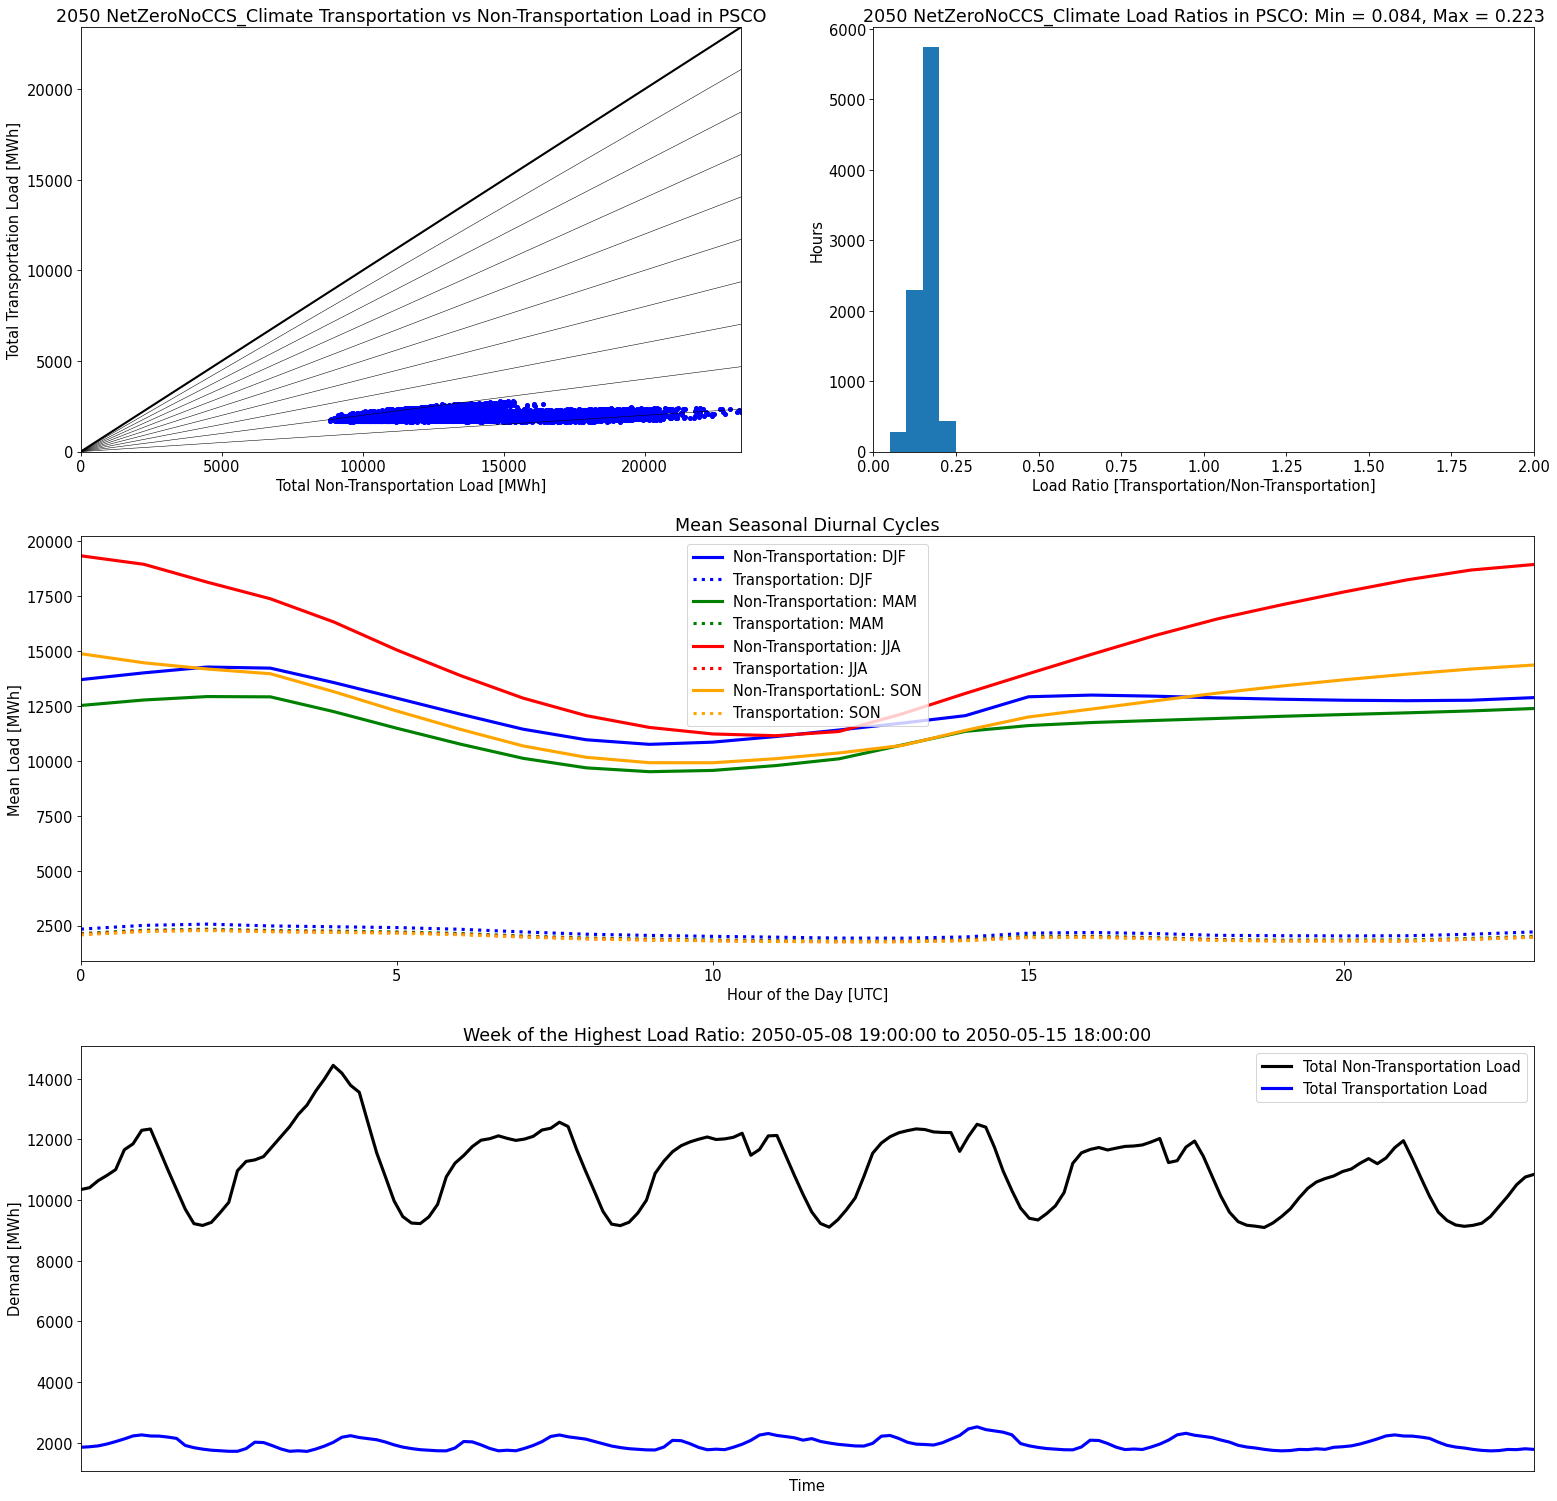 2050 NetZeroNoCCS_Climate Transportation vs Non-Transportation Load in PSCO
Total Transportation Load [MWh]
20000
15000
10000
5000
0
0 5000 10000 15000 20000
Total Non-Transportation Load [MWh]
2050 NetZeroNoCCS_Climate Load Ratios in PSCO: Min = 0.084, Max = 0.223
Hours
6000
5000
4000
3000
2000
1000
0
0.00 0.25 0.50 0.75 1.00 1.25 1.50 1.75 2.00
Load Ratio [Transportation/Non-Transportation]
Mean Seasonal Diurnal Cycles
Mean Load [MWh]
20000
17500
15000
12500
10000
7500
5000
2500
Non-Transportation: DJF
Transportation: DJF
Non-Transportation: MAM
Transportation: MAM
Non-Transportation: JJA
Transportation: JJA
Non-TransportationL: SON
Transportation: SON
0 5 10 15 20
Hour of the Day [UTC]
Week of the Highest Load Ratio: 2050-05-08 19:00:00 to 2050-05-15 18:00:00
Demand [MWh]
14000
12000
10000
8000
6000
4000
2000
Total Non-Transportation Load
Total Transportation Load
Time